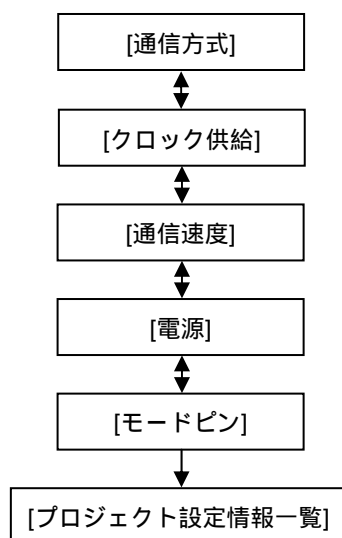 [通信方式]
[クロック供給]
[通信速度]
[電源]
[モードピン]
[プロジェクト設定情報一覧]